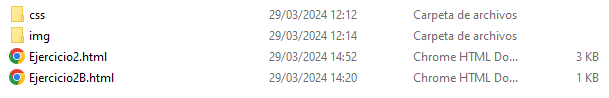 css 29/03/2024 12:12 Carpeta de archivos
img 29/03/2024 12:14 Carpeta de archivos
Ejercicio2.html 29/03/2024 14:52 Chrome HTML Do... 3 KB
Ejercicio2B.html 29/03/2024 14:20 Chrome HTML Do... 1 KB